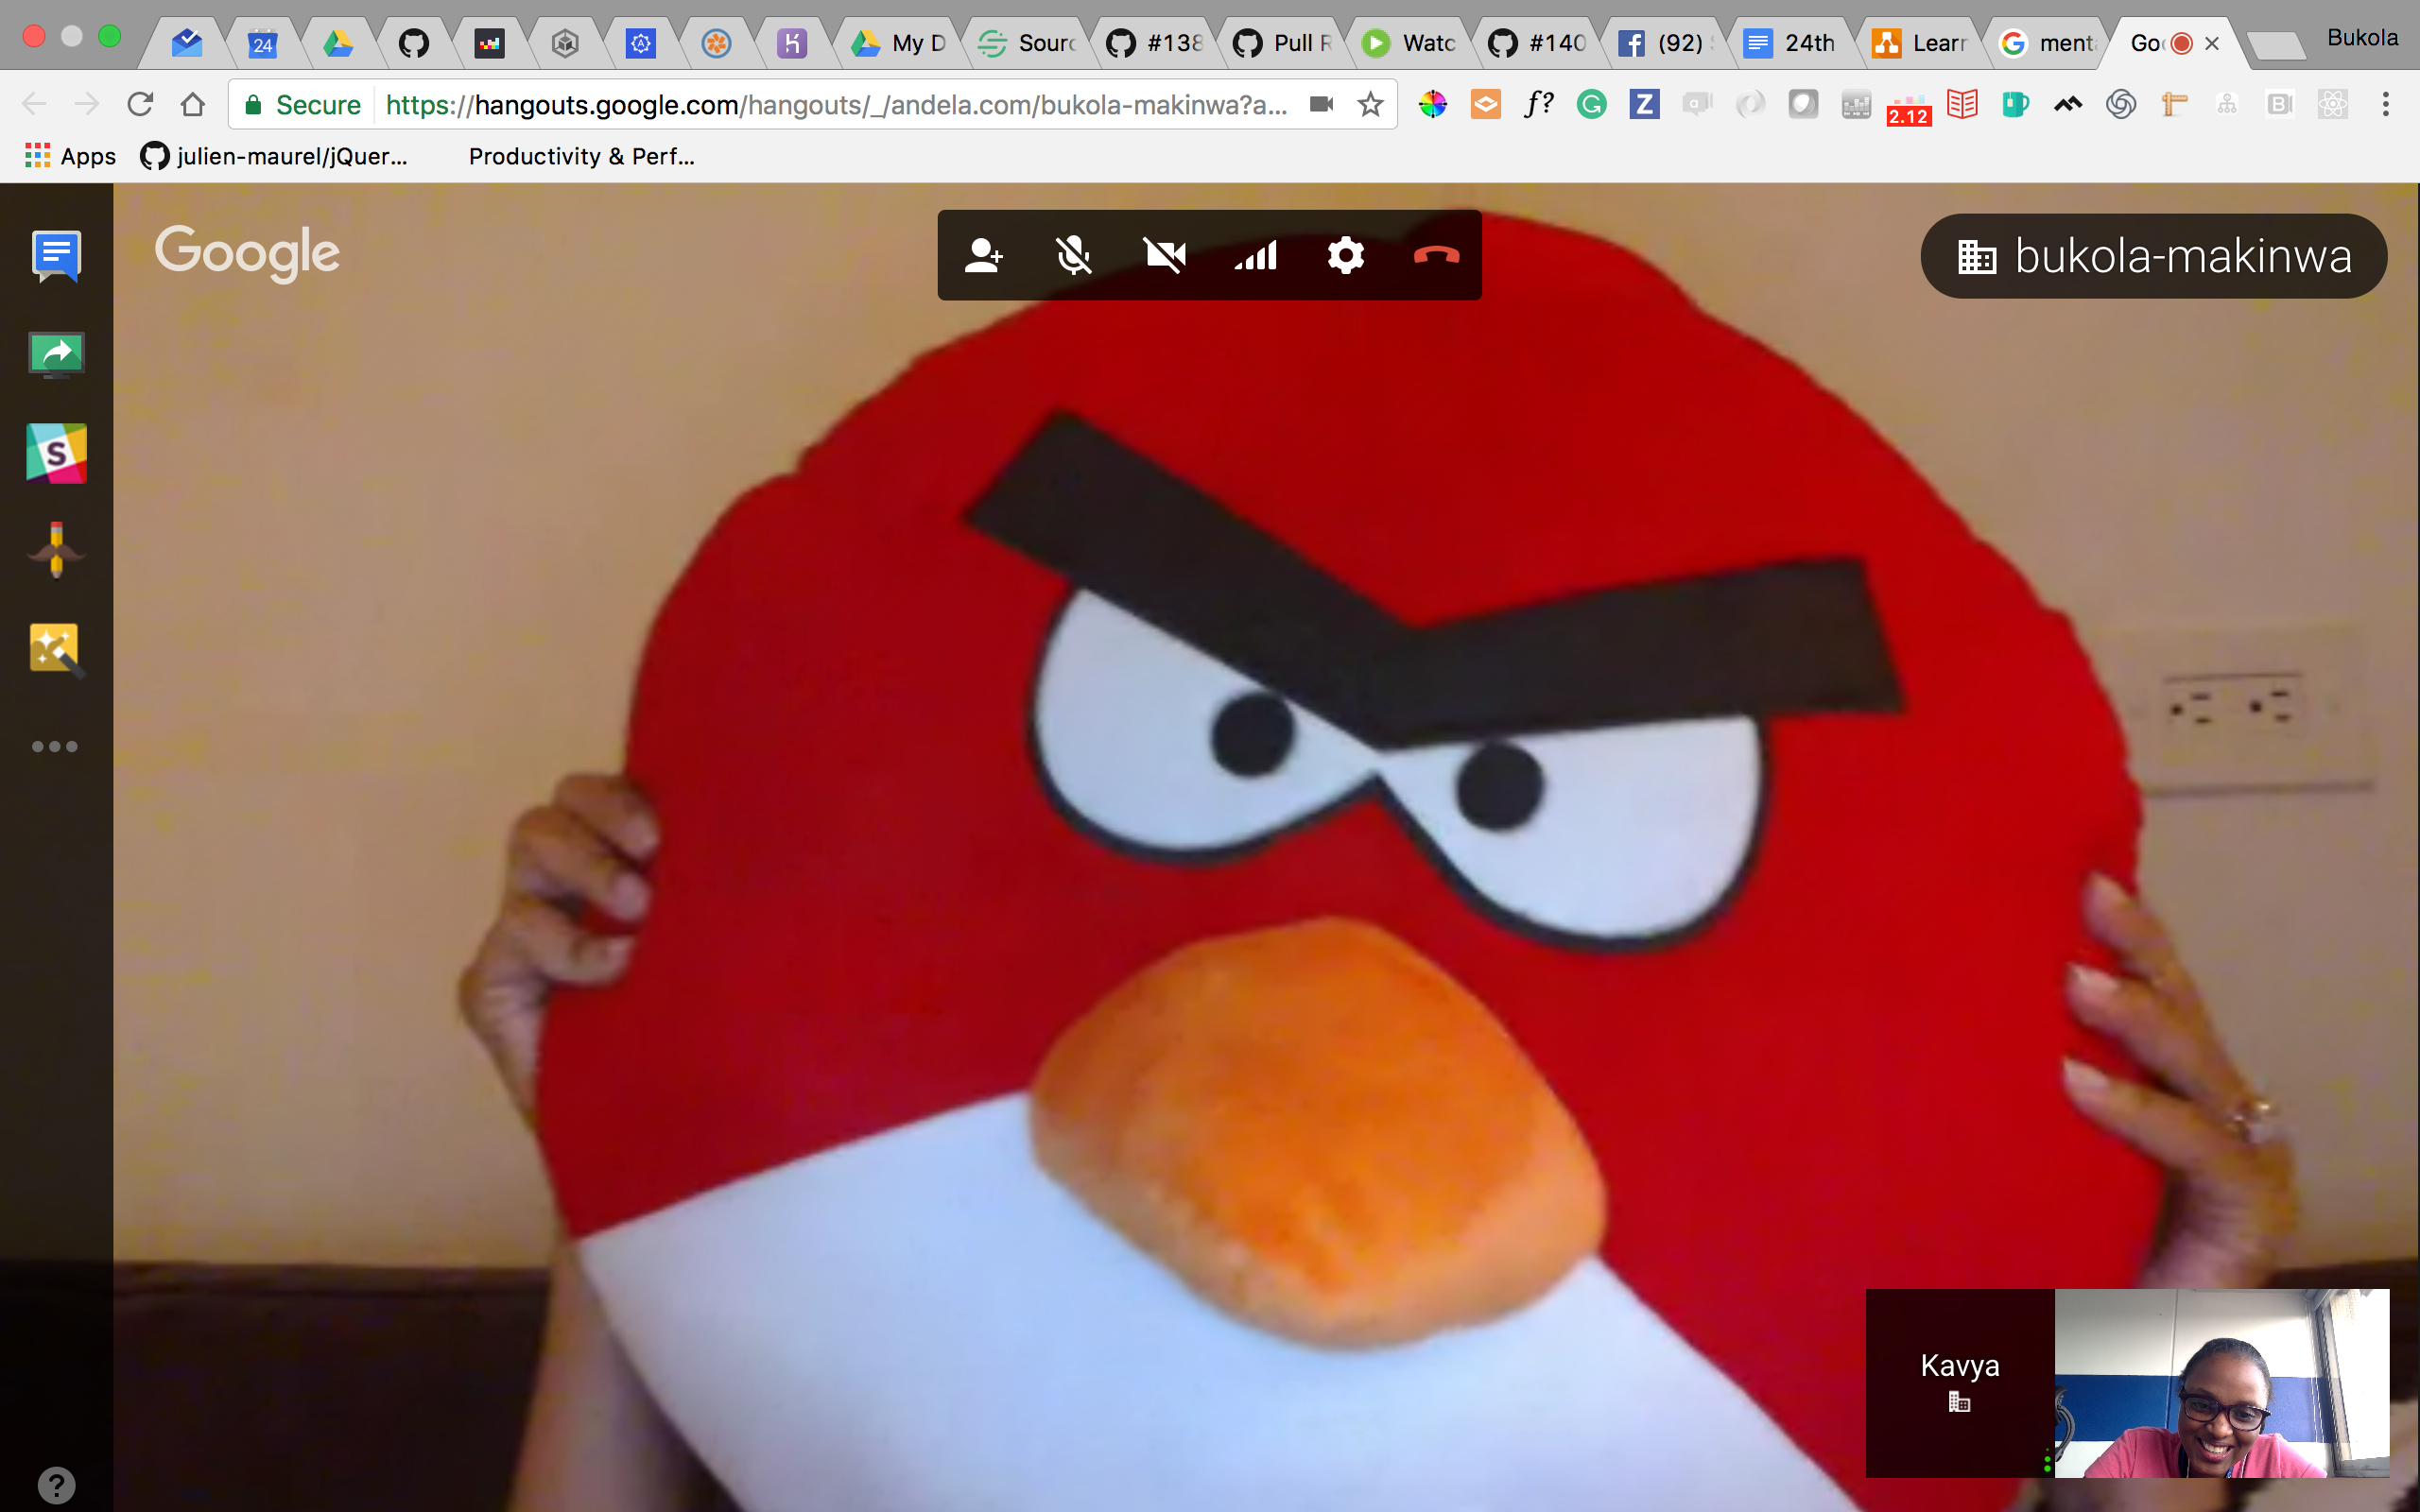 24 My D Sourc #138 Pull R Watc #140 (92) 24th Learn ment Go Bukola
Secure https://hangouts.google.com/hangouts/_/andela.com/bukola-makinwa?a...
f? G Z a 2.12 B
Apps julien-maurel/jQuer... Productivity & Perf...
Google
bukola-makinwa
S
Kavya
?